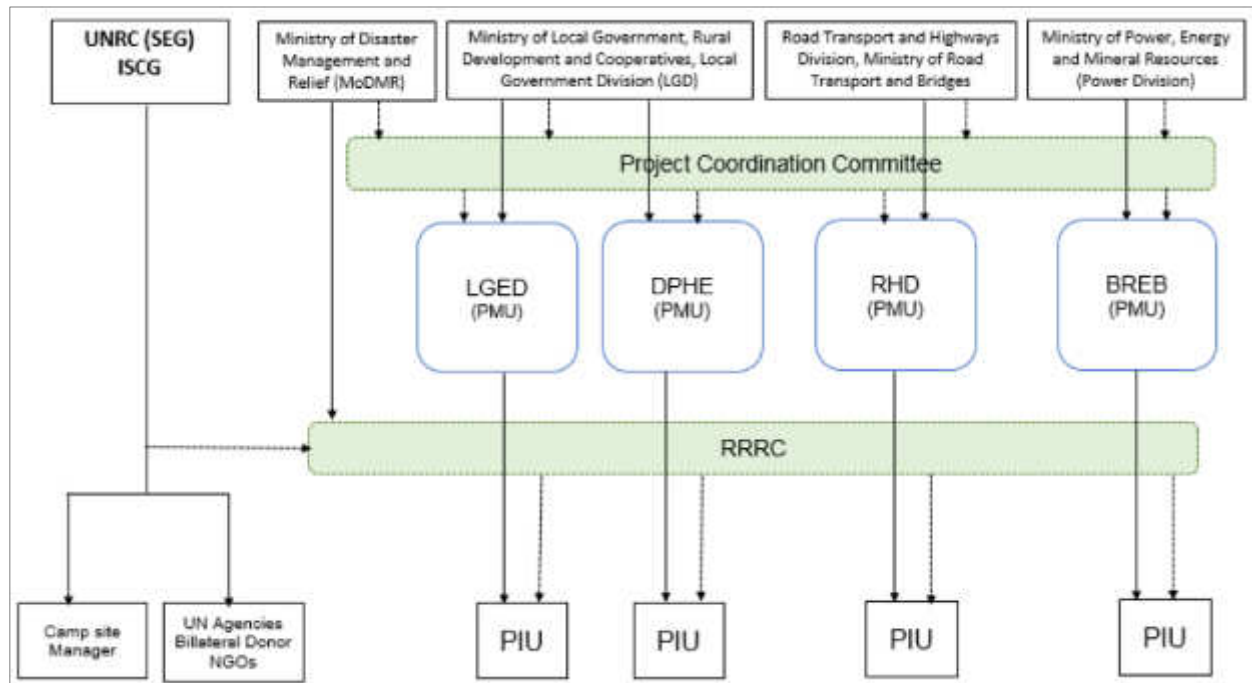 UNRC (SEG)
ISCG
Ministry of Disaster
Management and
Relief (MoDMR)
Ministry of Local Government, Rural
Development and Cooperatives, Local
Government Division (LGD)
Road Transport and Highways
Division, Ministry of Road
Transport and Bridges
Ministry of Power, Energy
and Mineral Resources
(Power Division)
Project Coordination Committee
LGED
(PMU)
DPHE
(PMU)
RHD
(PMU)
BREB
(PMU)
RRRC
Camp site
Manager
UN Agencies
Billateral Donor
NGOs
PIU
PIU
PIU
PIU